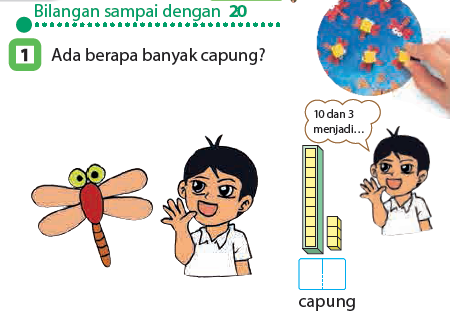 Bilangan sampai dengan 20
1 Ada berapa banyak capung?
10 dan 3
menjadi...
capung